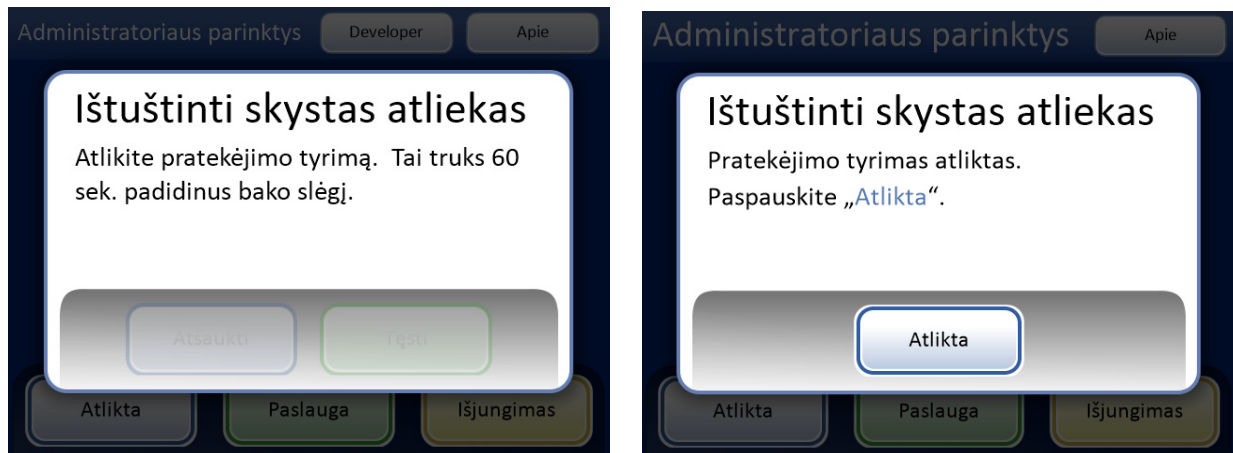 Administratoriaus parinktys Developer Apie
Ištuštinti skystas atliekas
Atlikite pratekėjimo tyrimą. Tai truks 60
sek. padidinus bako slėgį.
Atšaukti Tęsti
Atlikta Paslauga Išjungimas
Administratoriaus parinktys Apie
Ištuštinti skystas atliekas
Pratekėjimo tyrimas atliktas.
Paspauskite „Atlikta“.
Atlikta
Atlikta Paslauga Išjungimas